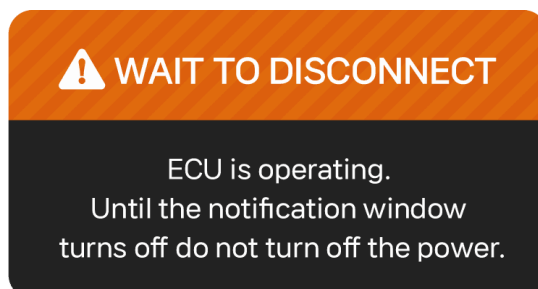 WAIT TO DISCONNECT
ECU is operating.
Until the notification window
turns off do not turn off the power.